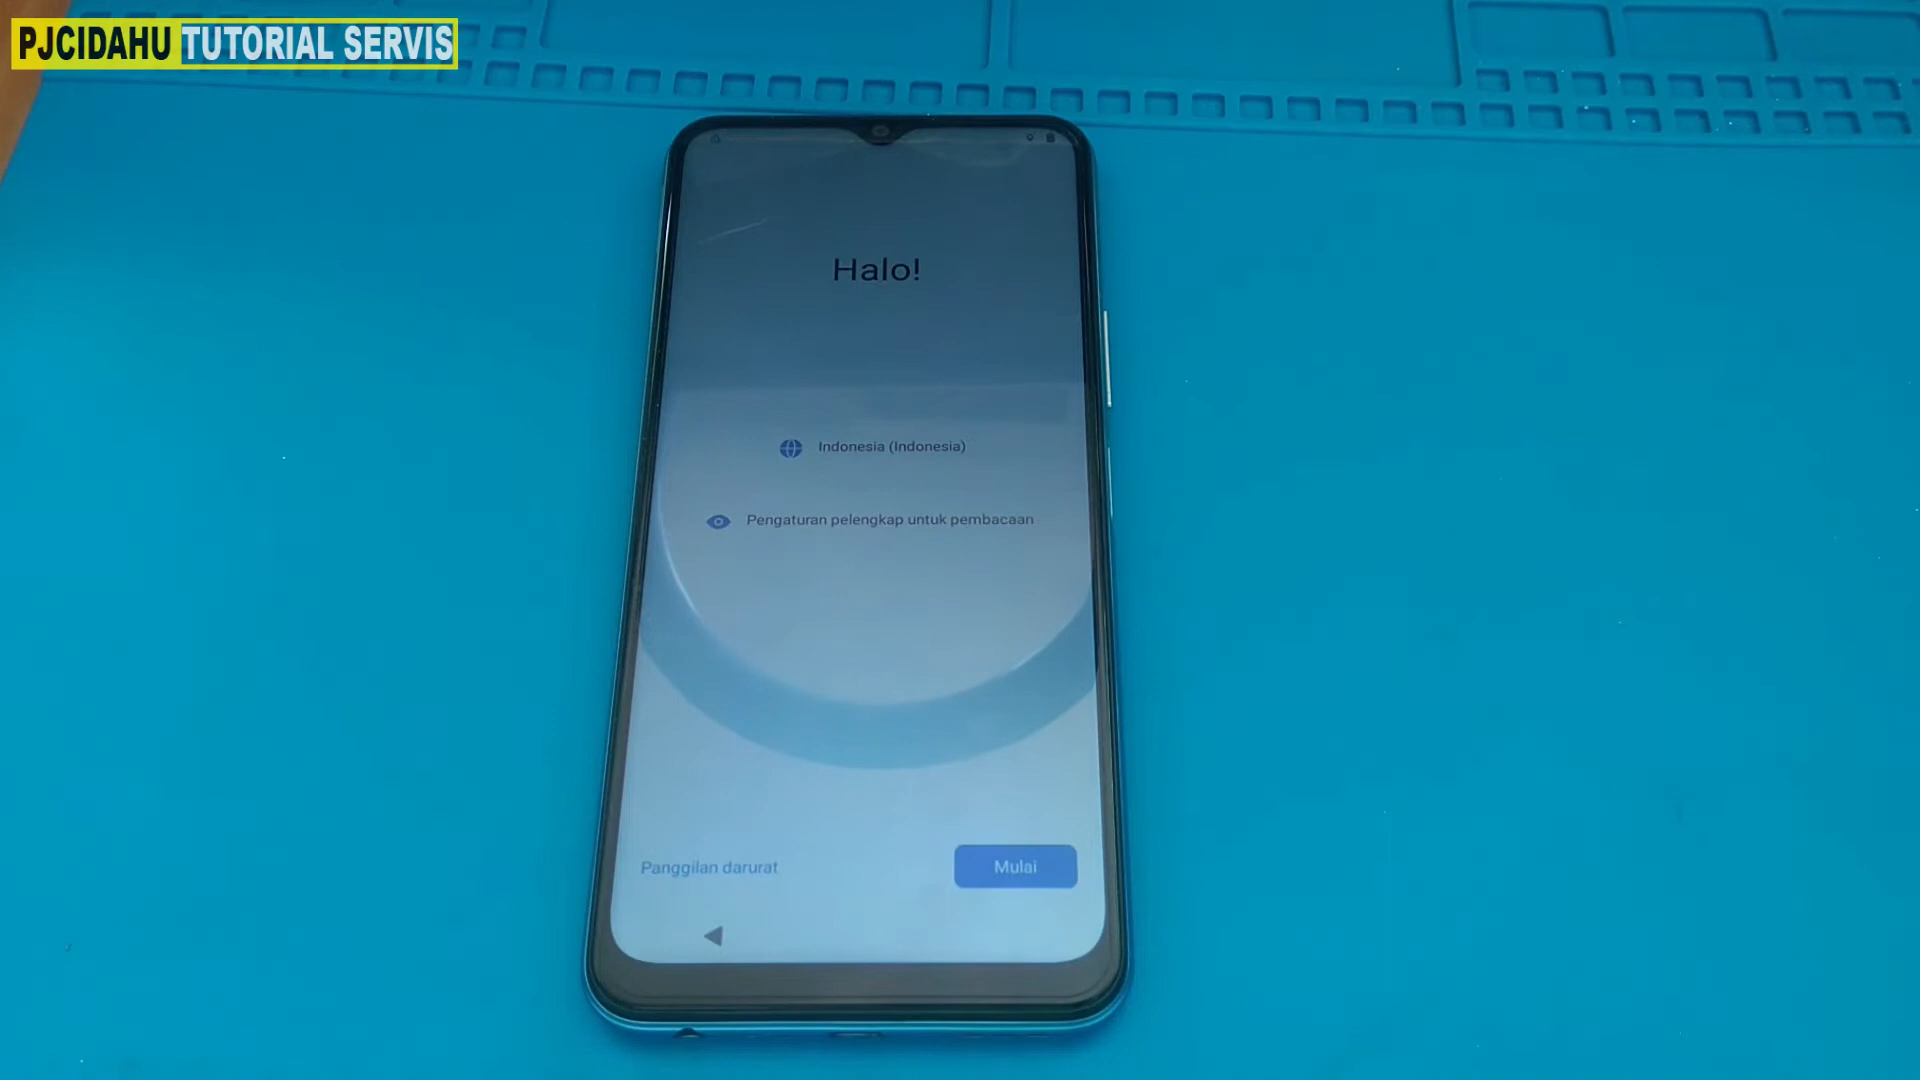 PJCIDAHU TUTORIAL SERVIS
Halo!
Indonesia (Indonesia)
Pengaturan pelengkap untuk pembacaan
Panggilan darurat
Mulai